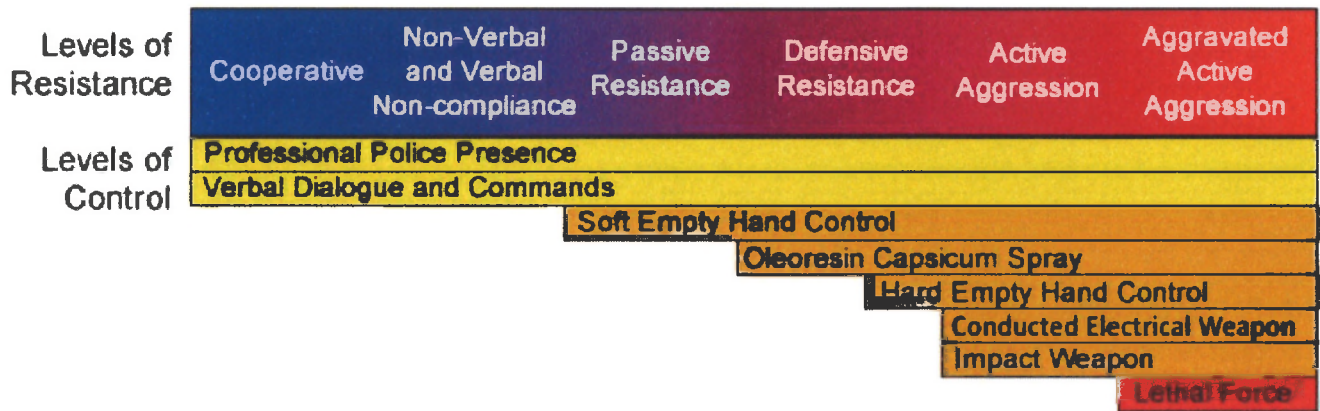 Levels of
Resistance
Cooperative
Non-Verbal
and Verbal
Non-compliance
Passive
Resistance
Defensive
Resistance
Active
Aggression
Aggravated
Active
Aggression
Levels of
Control
Professional Police Presence
Verbal Dialogue and Commands
Soft Empty Hand Control
Oleoresin Capsicum Spray
Hard Empty Hand Control
Conducted Electrical Weapon
Impact Weapon
Lethal Force